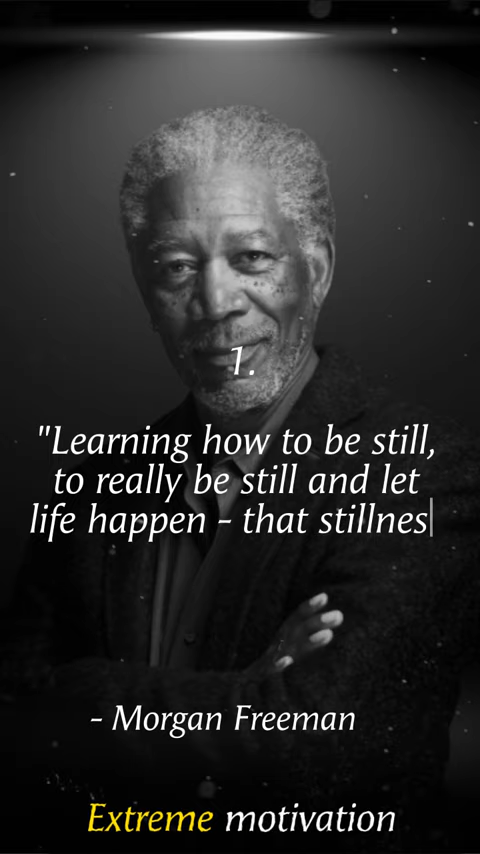 1.
"Learning how to be still,
to really be still and let
life happen - that stillnes
- Morgan Freeman
Extreme motivation